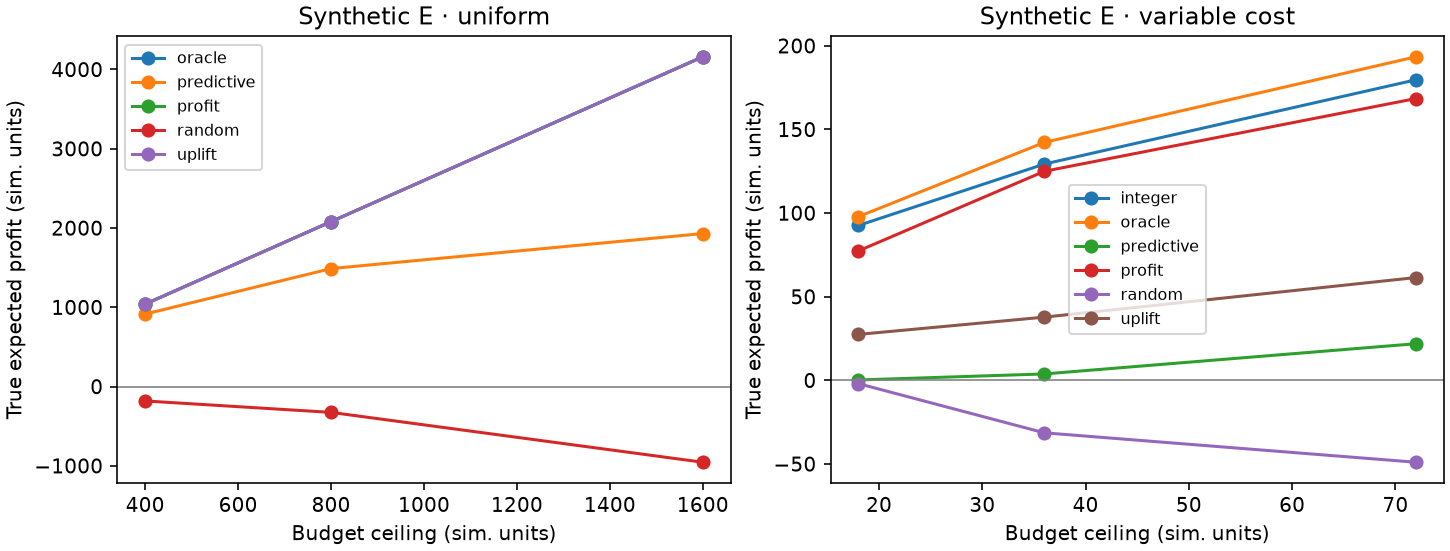 Synthetic E · uniform
4000
3000
2000
1000
0
−1000
400
600
800
1000
1200
1400
1600
True expected profit (sim. units)
Budget ceiling (sim. units)
oracle
predictive
profit
random
uplift
Synthetic E · variable cost
200
150
100
50
0
−50
20
30
40
50
60
70
True expected profit (sim. units)
Budget ceiling (sim. units)
integer
oracle
predictive
profit
random
uplift